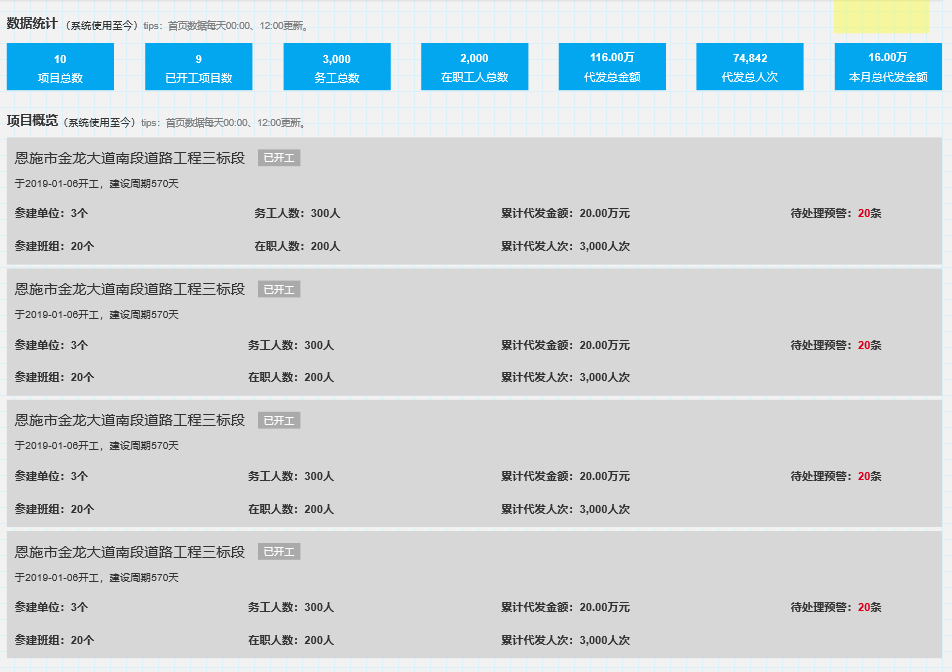 数据统计（系统使用至今）tips：首页数据每天00:00、12:00更新。
10 9 3,000 2,000 116.00万 74,842 16.00万
项目总数 已开工项目数 务工总数 在职工人总数 代发总金额 代发总人次 本月总代发金额
项目概览（系统使用至今）tips：首页数据每天00:00、12:00更新。
恩施市金龙大道南段道路工程三标段 已开工
于2019-01-06开工，建设周期570天
参建单位：3个 务工人数：300人 累计代发金额：20.00万元 待处理预警：20条
参建班组：20个 在职人数：200人 累计代发人次：3,000人次
恩施市金龙大道南段道路工程三标段 已开工
于2019-01-06开工，建设周期570天
参建单位：3个 务工人数：300人 累计代发金额：20.00万元 待处理预警：20条
参建班组：20个 在职人数：200人 累计代发人次：3,000人次
恩施市金龙大道南段道路工程三标段 已开工
于2019-01-06开工，建设周期570天
参建单位：3个 务工人数：300人 累计代发金额：20.00万元 待处理预警：20条
参建班组：20个 在职人数：200人 累计代发人次：3,000人次
恩施市金龙大道南段道路工程三标段 已开工
于2019-01-06开工，建设周期570天
参建单位：3个 务工人数：300人 累计代发金额：20.00万元 待处理预警：20条
参建班组：20个 在职人数：200人 累计代发人次：3,000人次